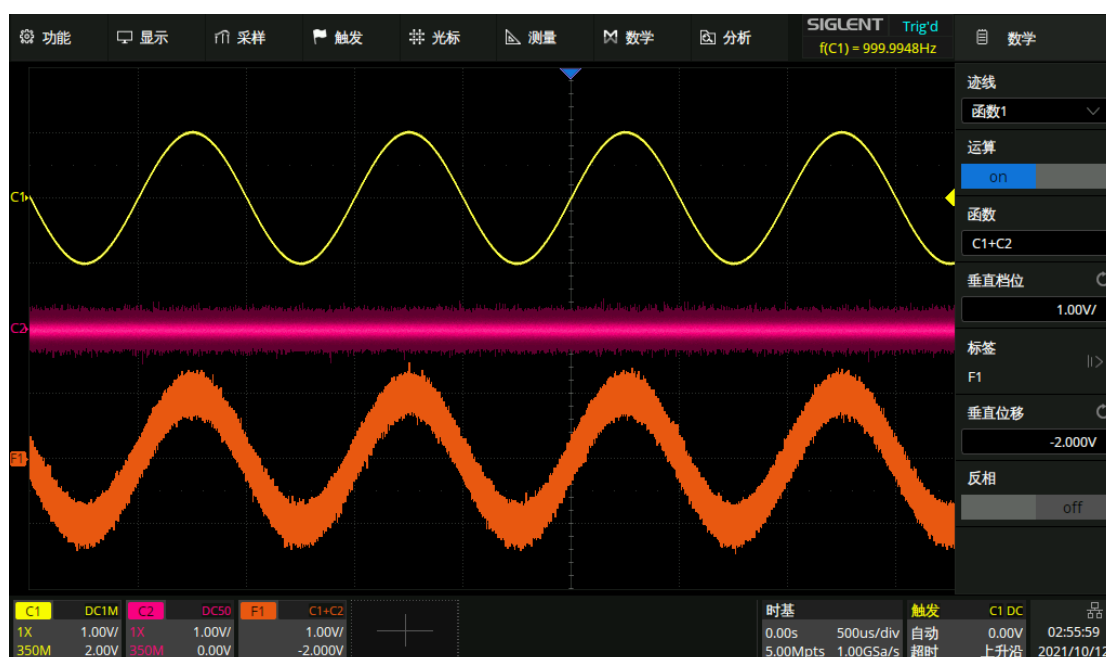 功能 显示 采样 触发 光标 测量 数学 分析
SIGLENT Trig'd
f(C1) = 999.9948Hz
数学
迹线
函数1
运算
on
函数
C1+C2
垂直档位
1.00V/
标签
F1
垂直位移
-2.000V
反相
off
C1
C2
F1
C1 DC1M
1X 1.00V/
350M 2.00V
C2 DC50
1X 1.00V/
350M 0.00V
F1 C1+C2
1.00V/
-2.000V
时基
0.00s 500us/div
5.00Mpts 1.00GSa/s
触发 C1 DC
自动 0.00V
超时 上升沿
02:55:59
2021/10/12